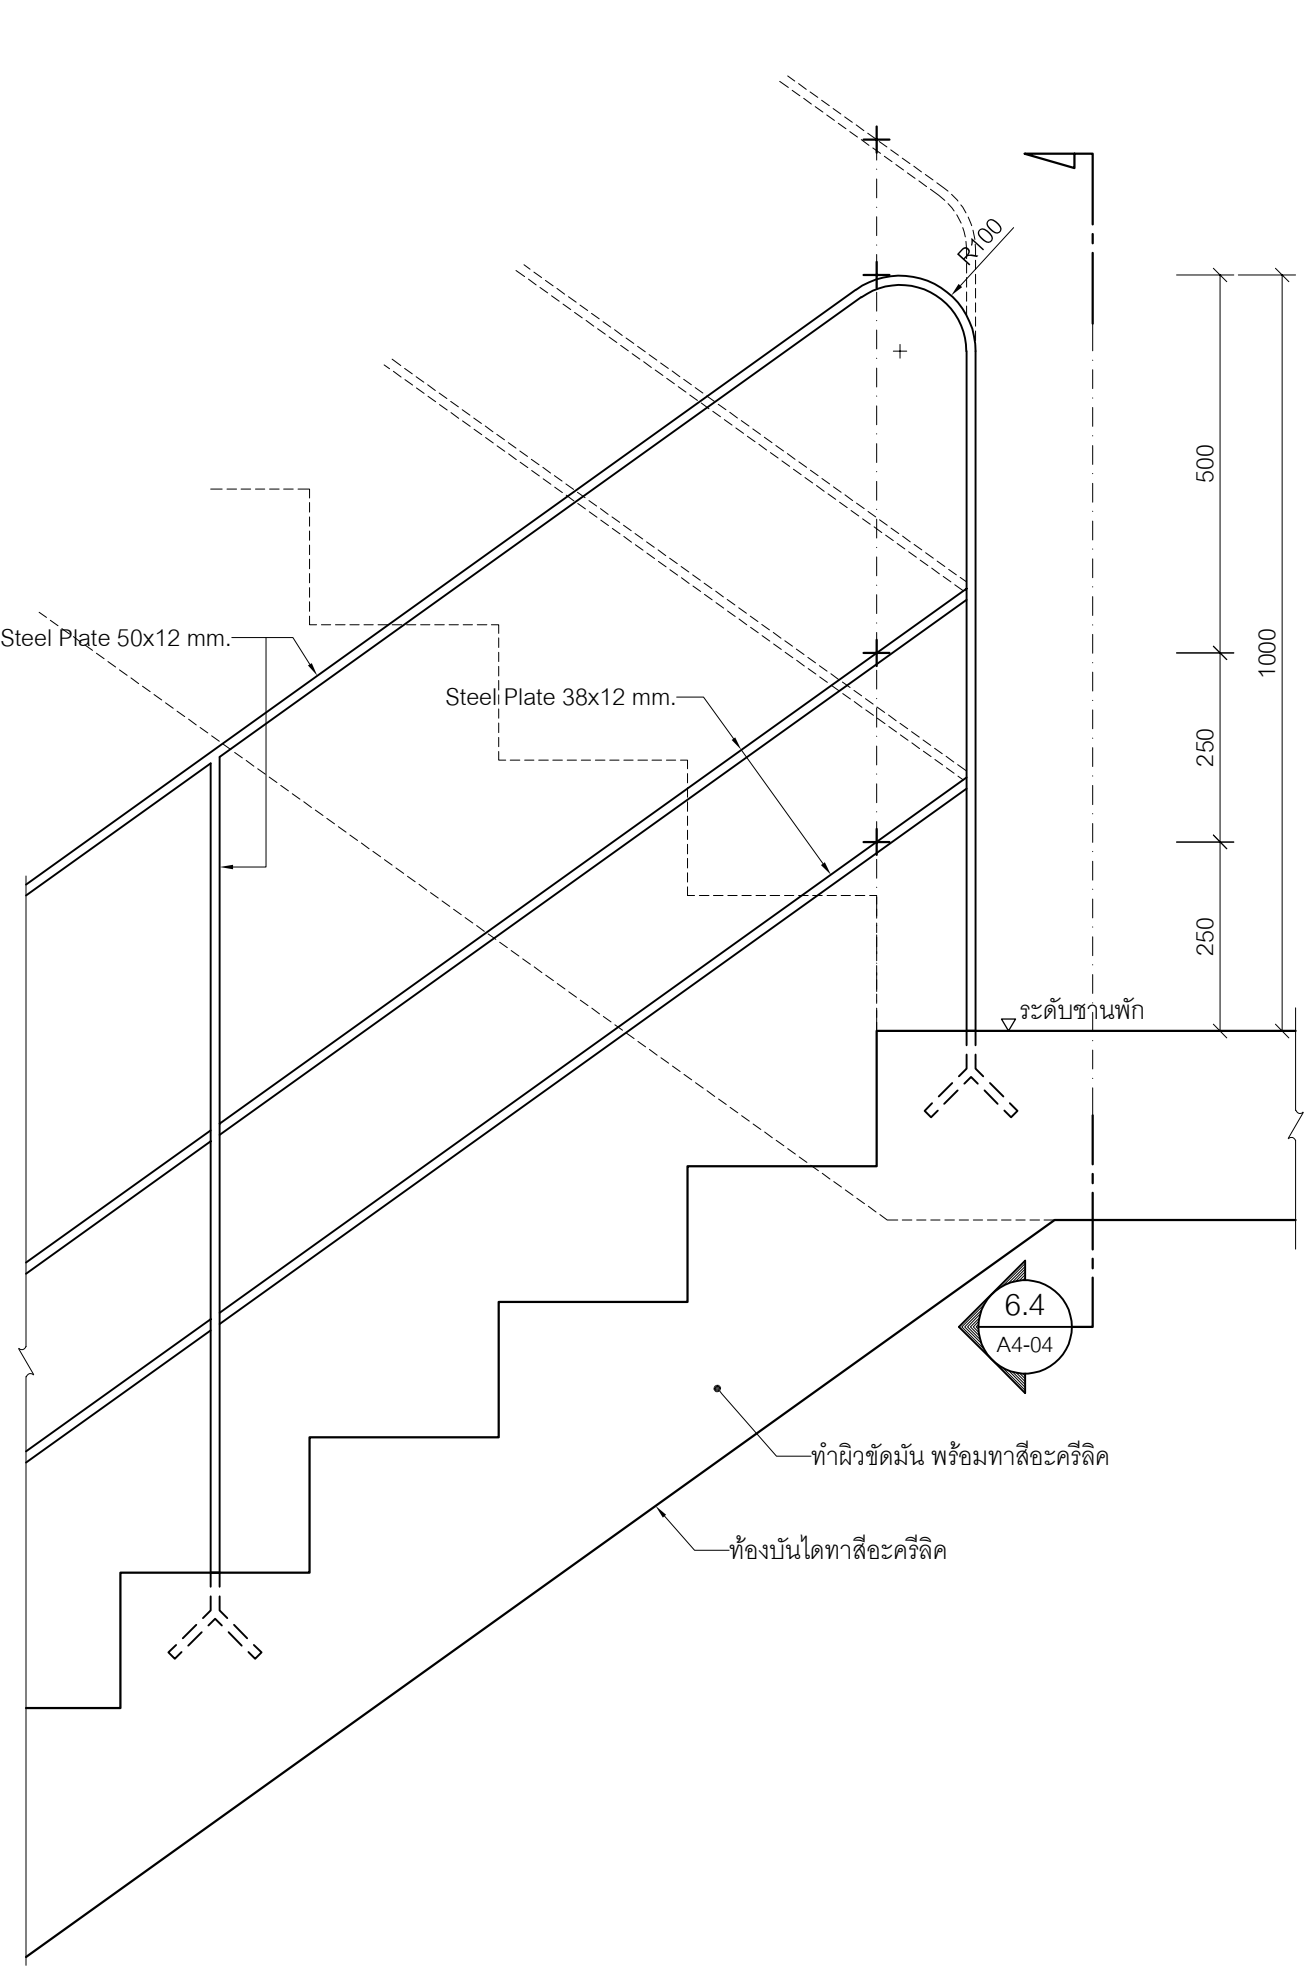 R100
500
Steel Plate 50x12 mm.
1000
Steel Plate 38x12 mm.
250
250
ระดับชานพัก
6.4
A4-04
ทำผิวขัดมัน พร้อมทาสีอะครีลิค
ท้องบันไดทาสีอะครีลิค